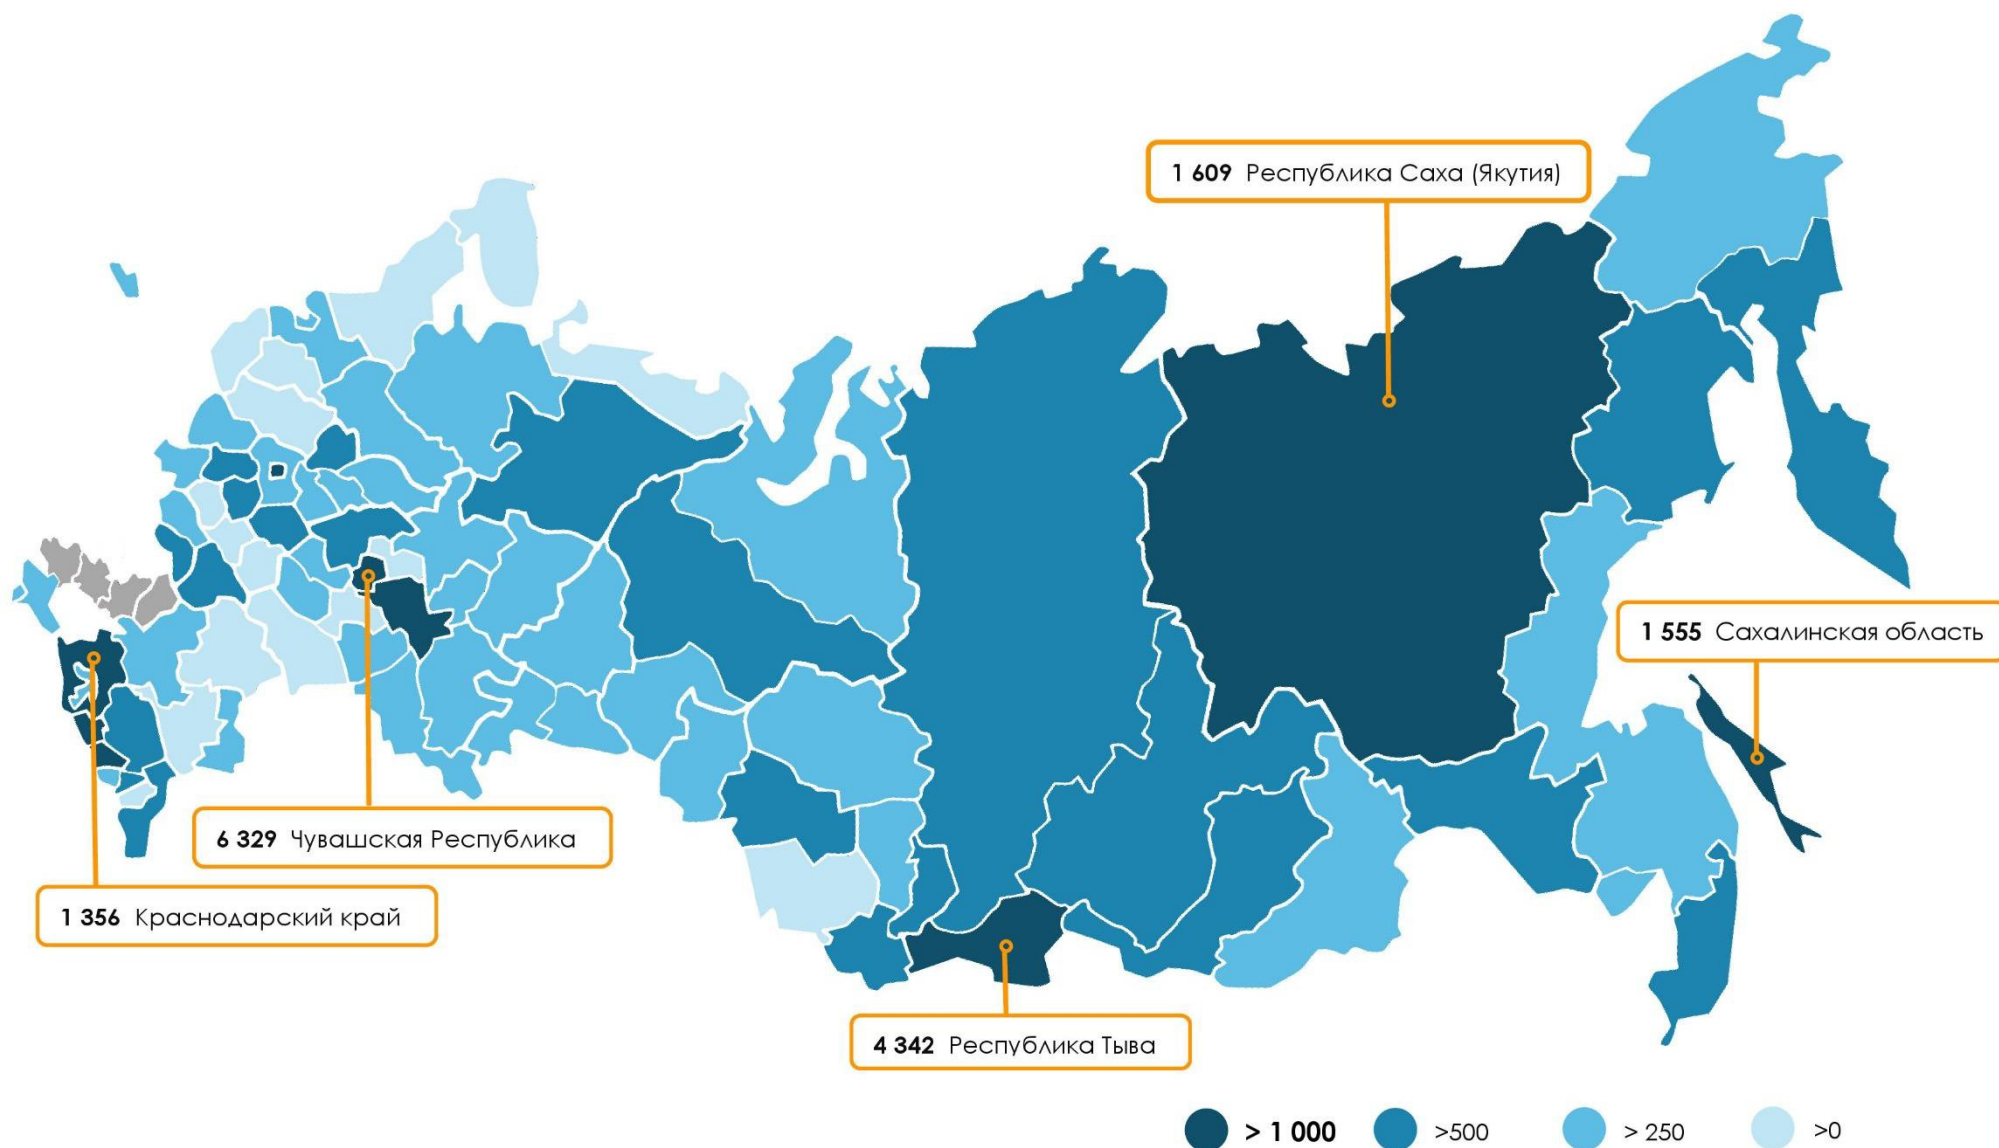 1 609 Республика Саха (Якутия)
1 555 Сахалинская область
6 329 Чувашская Республика
1 356 Краснодарский край
4 342 Республика Тыва
> 1 000
>500
> 250
>0